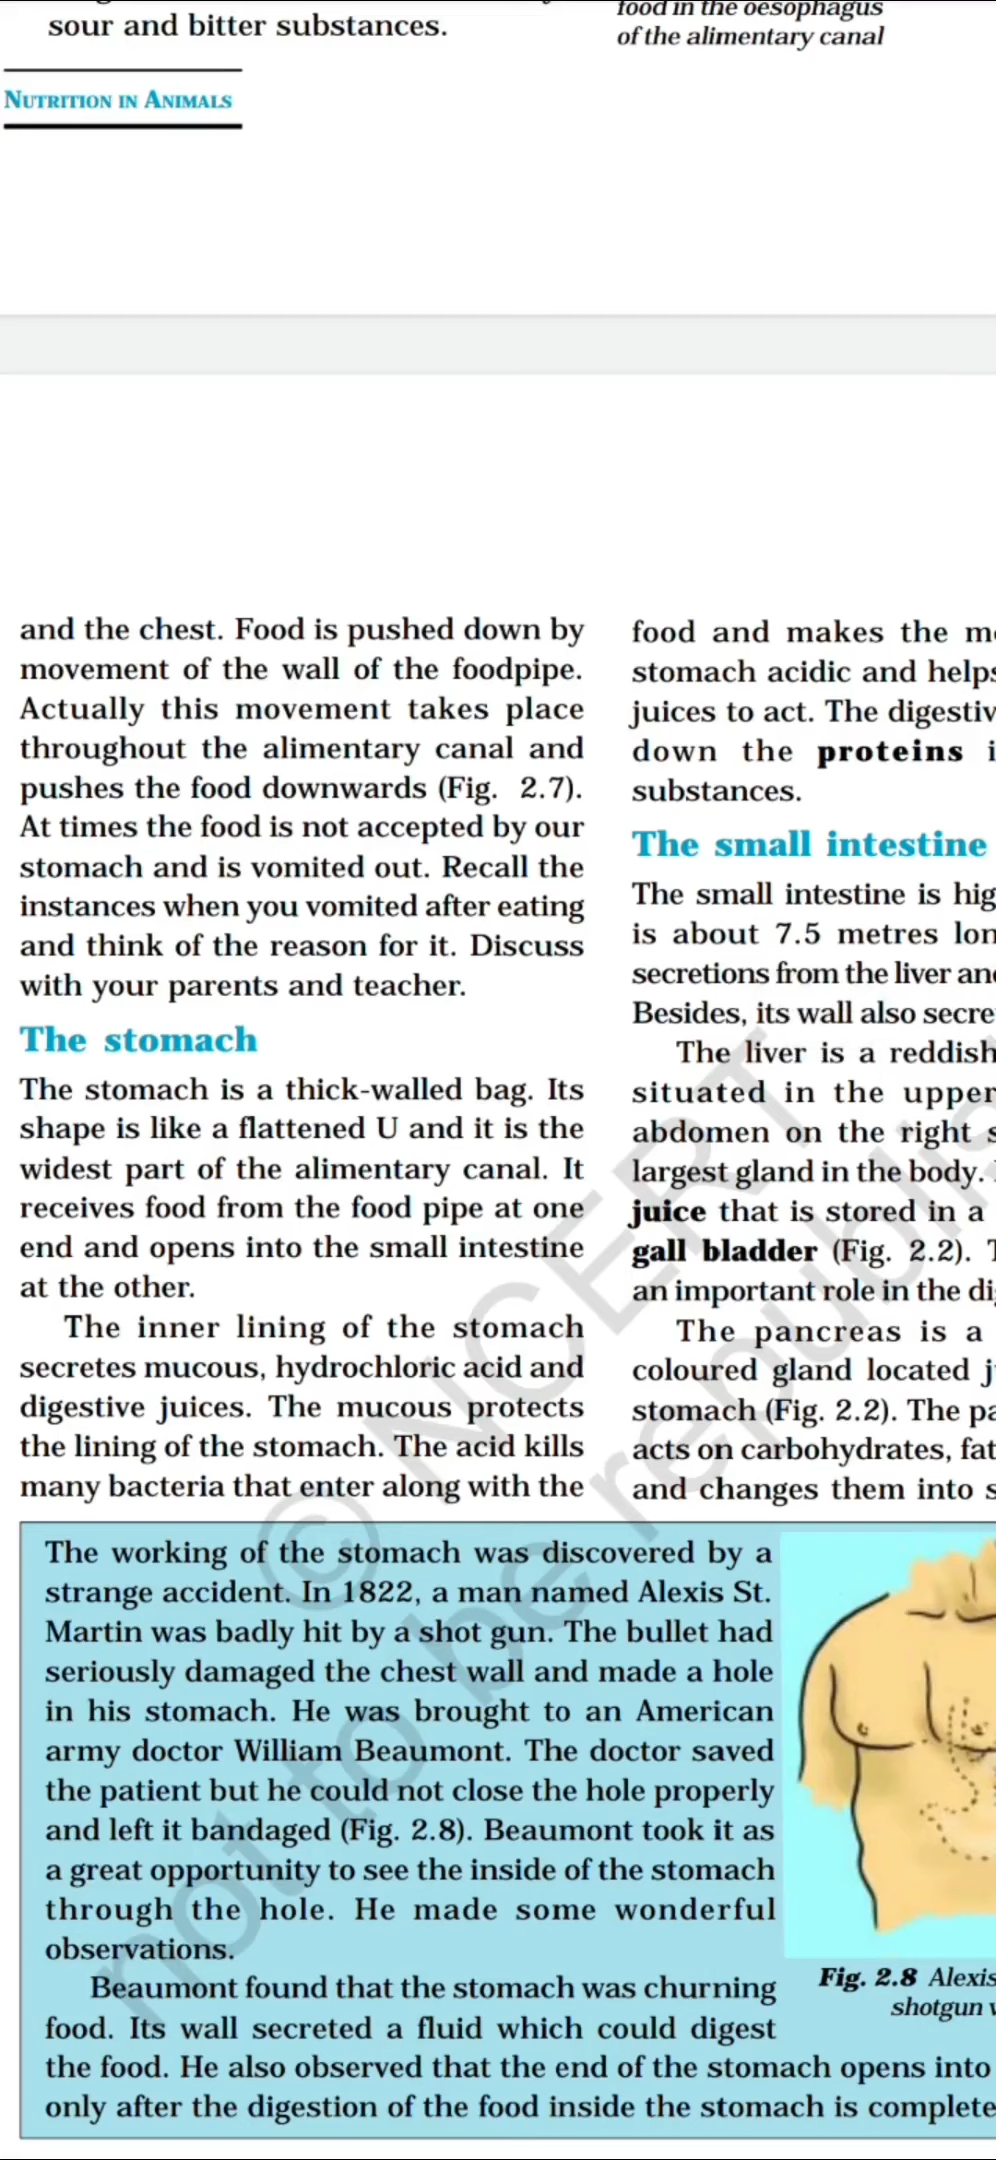 sour and bitter substances.
food in the oesophagus
of the alimentary canal
NUTRITION IN ANIMALS
and the chest. Food is pushed down by
movement of the wall of the foodpipe.
Actually this movement takes place
throughout the alimentary canal and
pushes the food downwards (Fig. 2.7).
At times the food is not accepted by our
stomach and is vomited out. Recall the
instances when you vomited after eating
and think of the reason for it. Discuss
with your parents and teacher.
The stomach
The stomach is a thick-walled bag. Its
shape is like a flattened U and it is the
widest part of the alimentary canal. It
receives food from the food pipe at one
end and opens into the small intestine
at the other.
The inner lining of the stomach
secretes mucous, hydrochloric acid and
digestive juices. The mucous protects
the lining of the stomach. The acid kills
many bacteria that enter along with the
food and makes the
stomach acidic and helps
juices to act. The
down the proteins
substances.
The small intestine
The small intestine is
is about 7.5 metres
secretions from the liver
Besides, its wall also
The liver is a reddish
situated in the upper
abdomen on the right
largest gland in the body.
juice that is stored in a
gall bladder (Fig. 2.2).
an important role in the
The pancreas is a
coloured gland located
stomach (Fig. 2.2). The
acts on carbohydrates,
and changes them into
The working of the stomach was discovered by a
strange accident. In 1822, a man named Alexis St.
Martin was badly hit by a shot gun. The bullet had
seriously damaged the chest wall and made a hole
in his stomach. He was brought to an American
army doctor William Beaumont. The doctor saved
the patient but he could not close the hole properly
and left it bandaged (Fig. 2.8). Beaumont took it as
a great opportunity to see the inside of the stomach
through the hole. He made some wonderful
observations.
Beaumont found that the stomach was churning
food. Its wall secreted a fluid which could digest
the food. He also observed that the end of the stomach opens into
only after the digestion of the food inside the stomach is complete
Fig. 2.8 Alexis
shotgun
© NCERT
not to be republis